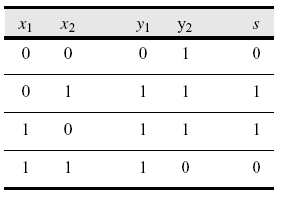 x₁ x₂ y₁ y₂ s
0 0 0 1 0
0 1 1 1 1
1 0 1 1 1
1 1 1 0 0